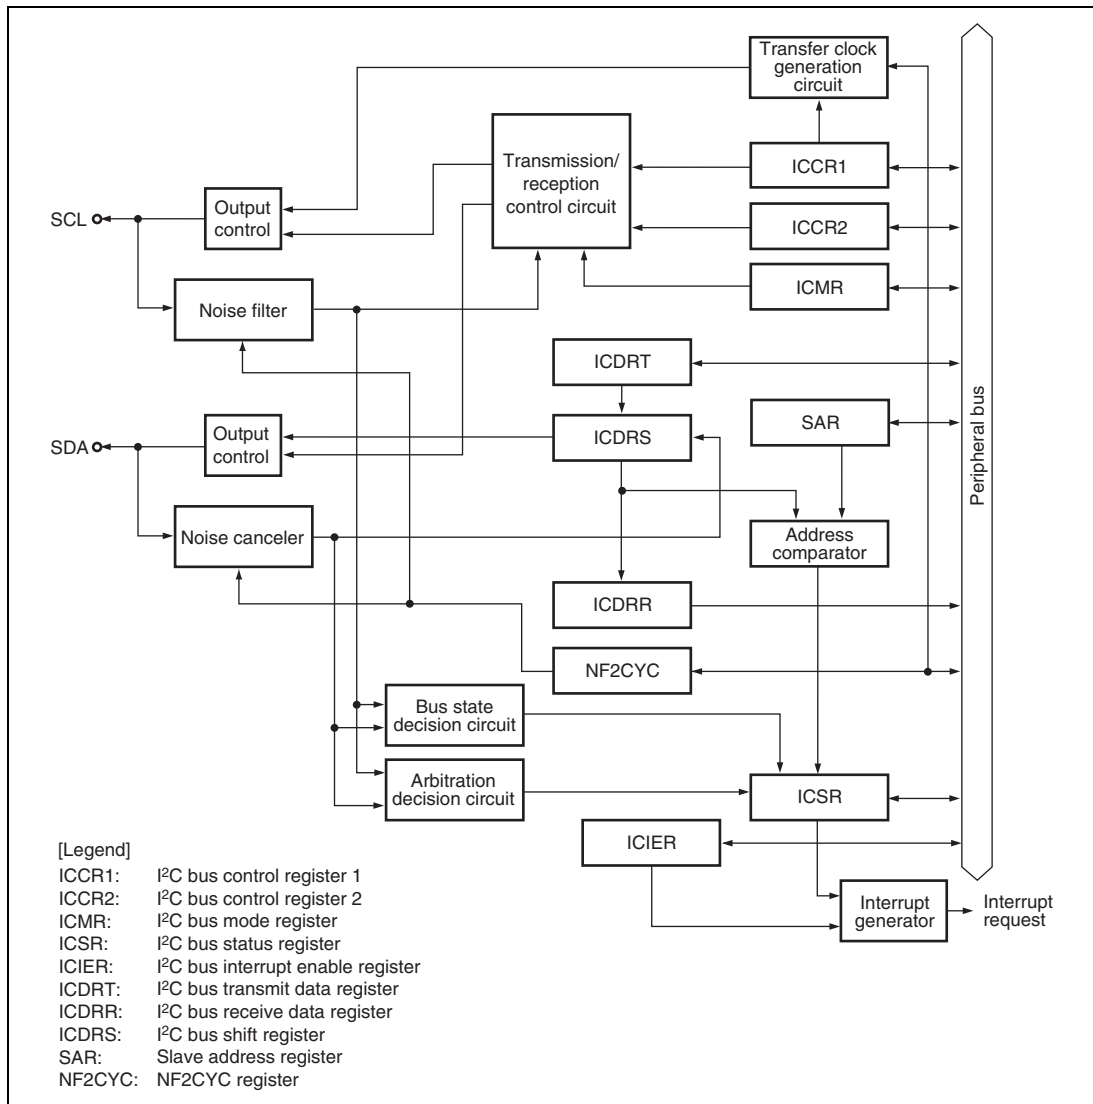 Transfer clock
generation
circuit
Transmission/
reception
control circuit
ICCR1
SCL
Output
control
ICCR2
ICMR
Noise filter
ICDRT
SAR
Peripheral bus
SDA
Output
control
ICDRS
Noise canceler
Address
comparator
ICDRR
NF2CYC
Bus state
decision circuit
Arbitration
decision circuit
ICSR
ICIER
Interrupt
generator
Interrupt
request
[Legend]
ICCR1: I²C bus control register 1
ICCR2: I²C bus control register 2
ICMR: I²C bus mode register
ICSR: I²C bus status register
ICIER: I²C bus interrupt enable register
ICDRT: I²C bus transmit data register
ICDRR: I²C bus receive data register
ICDRS: I²C bus shift register
SAR: Slave address register
NF2CYC: NF2CYC register